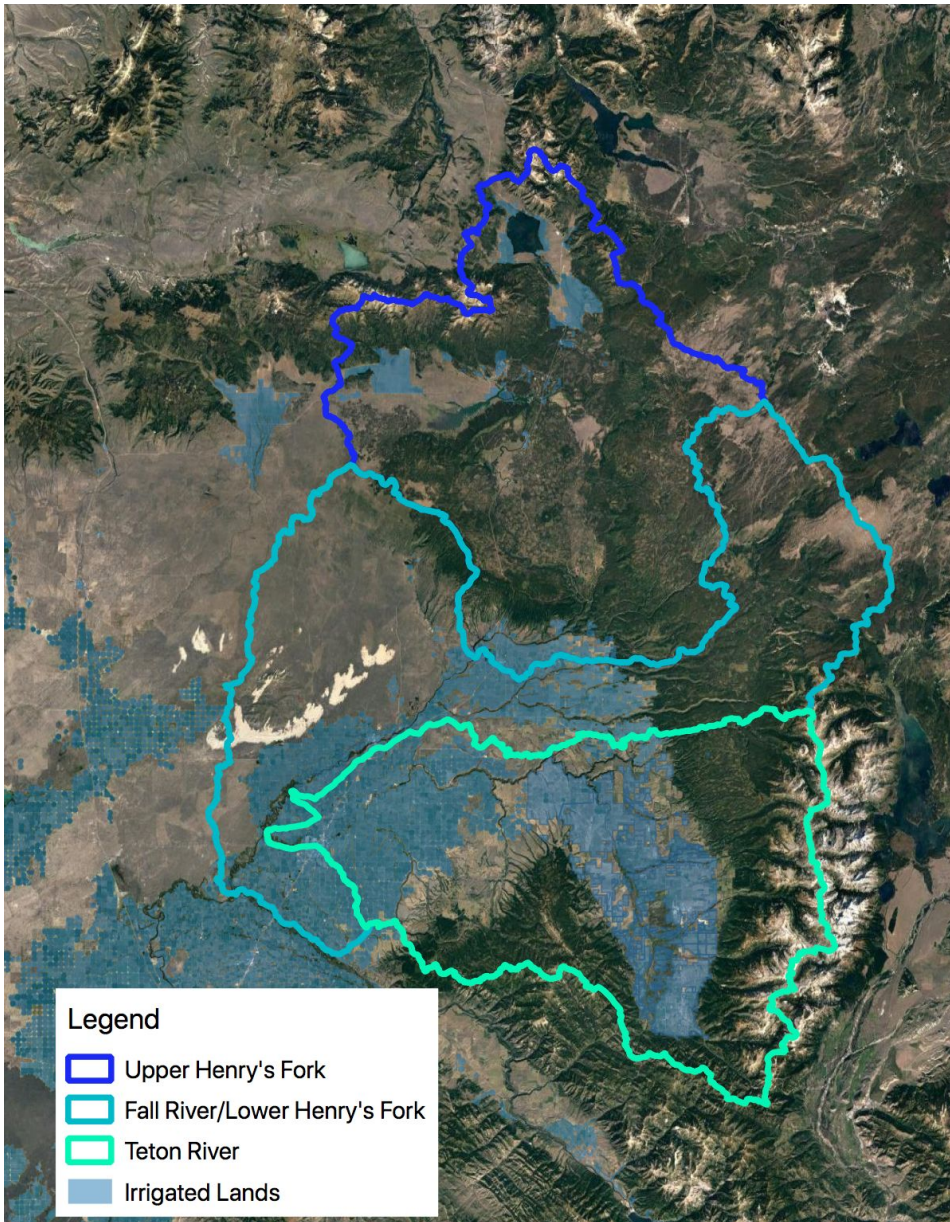 Legend
Upper Henry's Fork
Fall River/Lower Henry's Fork
Teton River
Irrigated Lands